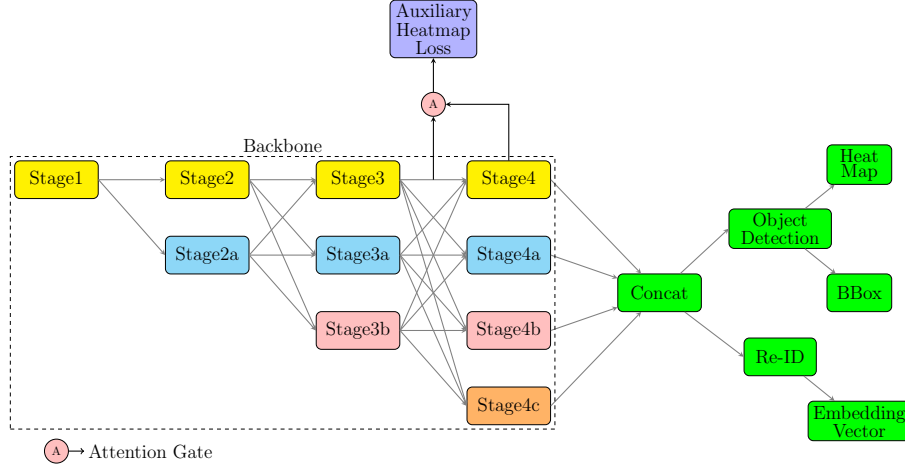 Auxiliary
Heatmap
Loss
A
Backbone
Stage1
Stage2
Stage3
Stage4
Heat
Map
Object
Detection
Stage2a
Stage3a
Stage4a
Concat
BBox
Stage3b
Stage4b
Re-ID
Stage4c
Embedding
Vector
A
Attention Gate